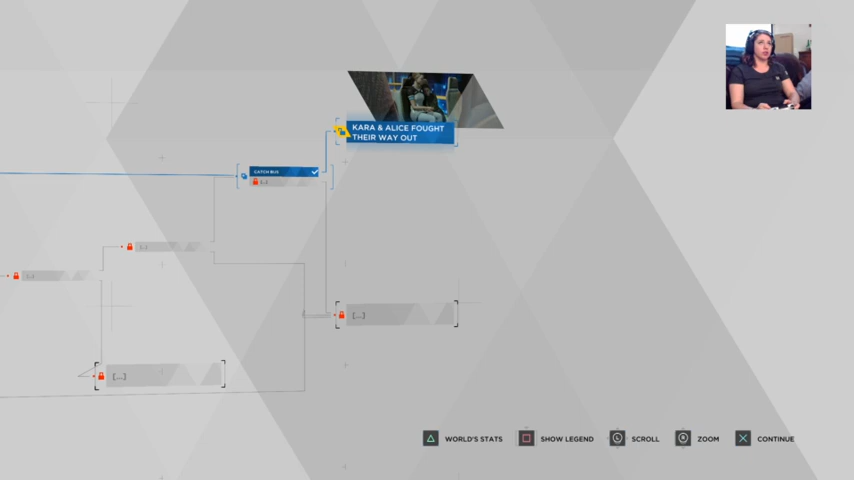 KARA & ALICE FOUGHT
THEIR WAY OUT
CATCH BUS
[...]
[...]
[...]
[...]
[...]
WORLD'S STATS
SHOW LEGEND
L
SCROLL
R
ZOOM
CONTINUE